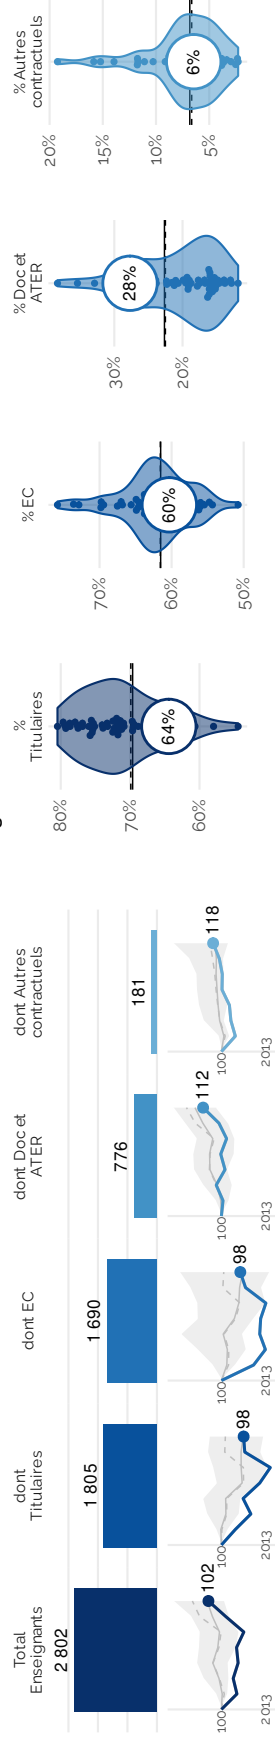 Total
Enseignants
dont
Titulaires
dont EC
dont Doc et
ATER
dont Autres
contractuels
2 802
1 805
1 690
776
181
100
102
2013
100
98
2013
100
98
2013
100
112
2013
100
118
2013
%
Titulaires
80%
70%
60%
64%
% EC
70%
60%
50%
60%
% Doc et
ATER
30%
20%
28%
% Autres
contractuels
20%
15%
10%
5%
6%